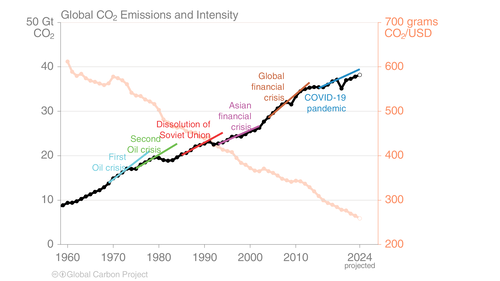 Global CO2 Emissions and Intensity
50 Gt
CO2
40
30
20
10
0
700 grams
CO2/USD
600
500
400
300
200
First
Oil crisis
Second
Oil crisis
Dissolution of
Soviet Union
Asian
financial
crisis
Global
financial
crisis
COVID-19
pandemic
1960 1970 1980 1990 2000 2010 2024
projected
Global Carbon Project